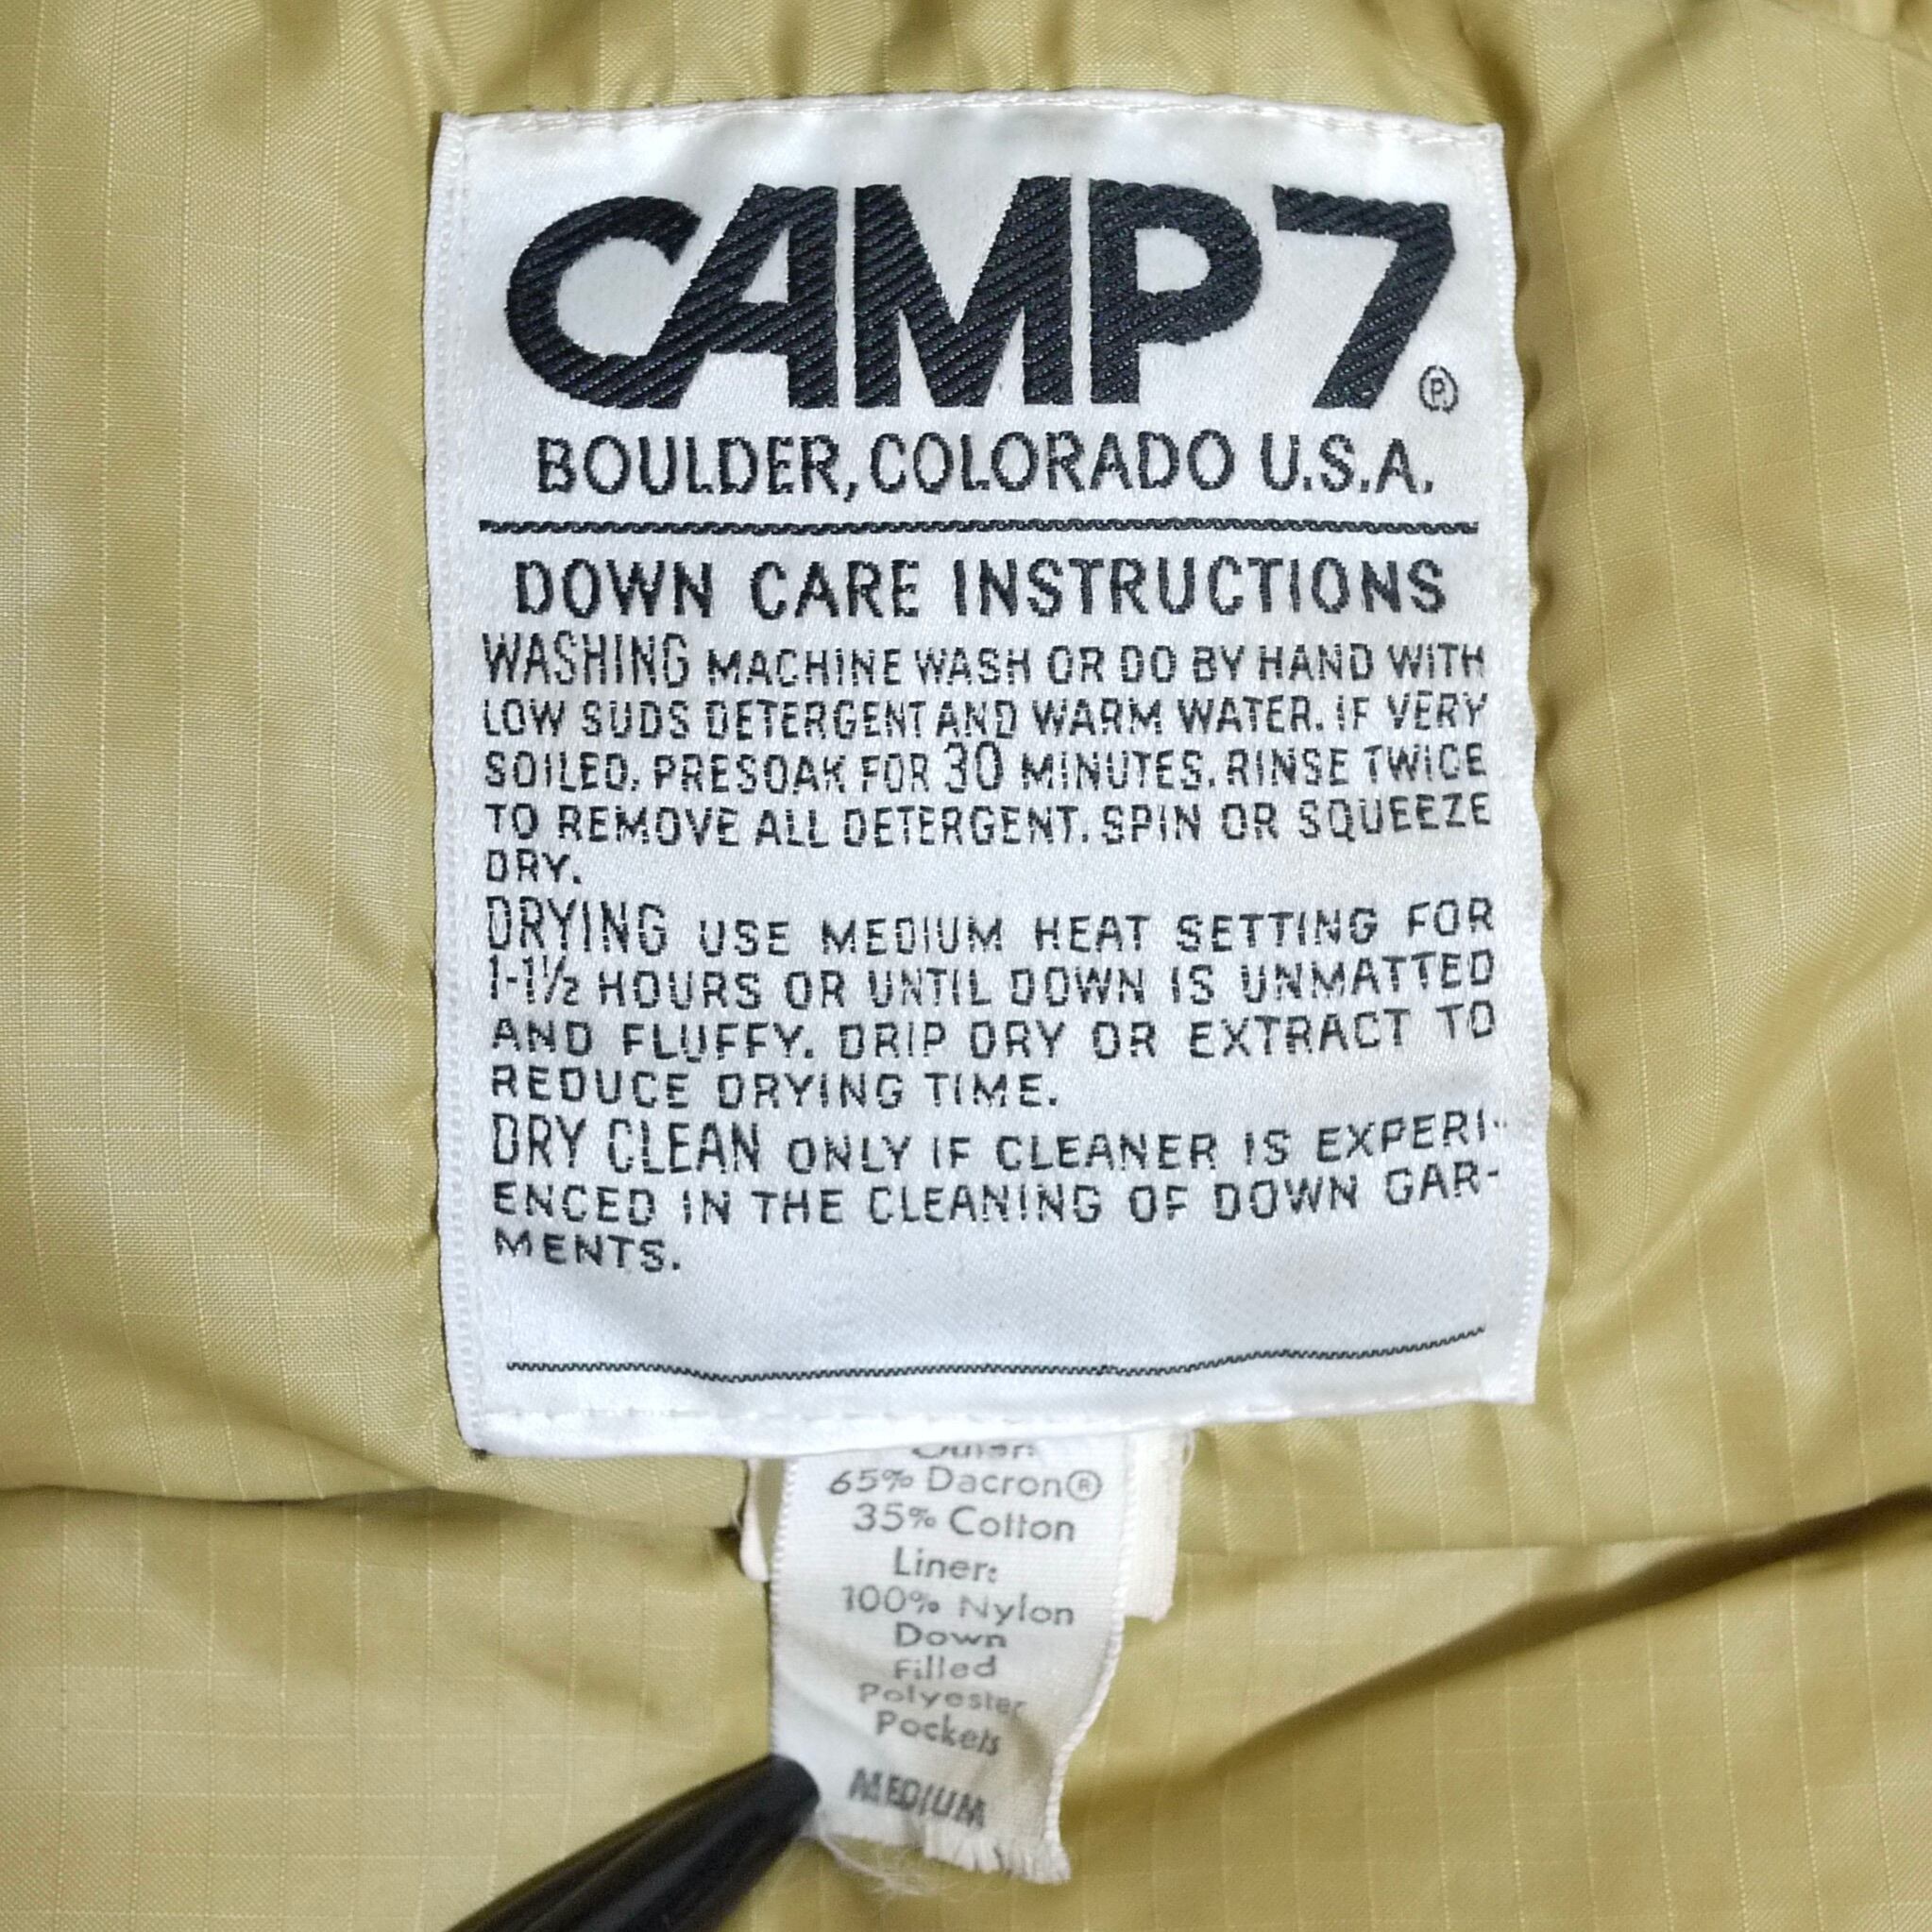 CAMP7®
BOULDER, COLORADO U.S.A.
DOWN CARE INSTRUCTIONS
WASHING MACHINE WASH OR DO BY HAND WITH
LOW SUDS DETERGENT AND WARM WATER. IF VERY
SOILED, PRESOAK FOR 30 MINUTES. RINSE TWICE
TO REMOVE ALL DETERGENT. SPIN OR SQUEEZE
DRY.
DRYING USE MEDIUM HEAT SETTING FOR
1-1½ HOURS OR UNTIL DOWN IS UNMATTED
AND FLUFFY. DRIP DRY OR EXTRACT TO
REDUCE DRYING TIME.
DRY CLEAN ONLY IF CLEANER IS EXPERI-
ENCED IN THE CLEANING OF DOWN GAR-
MENTS.
Outer:
65% Dacron®
35% Cotton
Liner:
100% Nylon
Down
Filled
Polyester
Pockets
MEDIUM